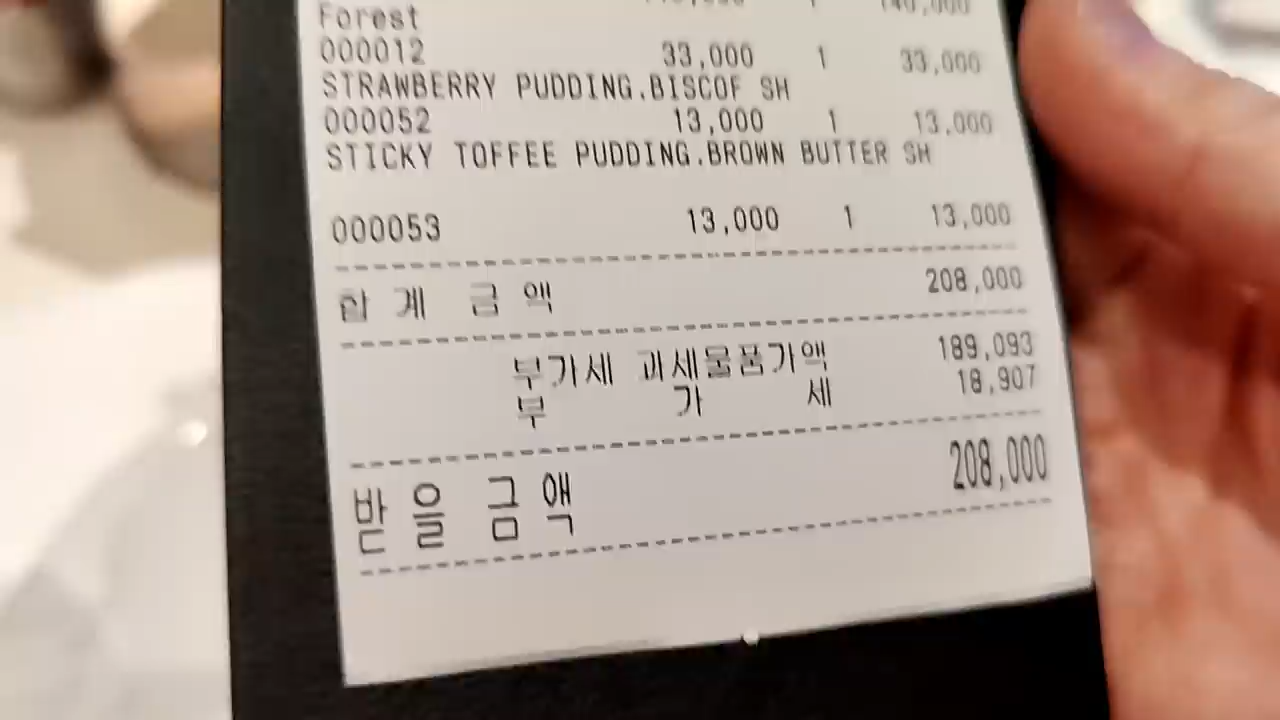 Forest
000012 33,000 1 33,000
STRAWBERRY PUDDING.BISCOF SH
000052 13,000 1 13,000
STICKY TOFFEE PUDDING.BROWN BUTTER SH
000053 13,000 1 13,000
합 계 금 액 208,000
부가세 과세물품가액 189,093
부 가 세 18,907
받 을 금 액 208,000